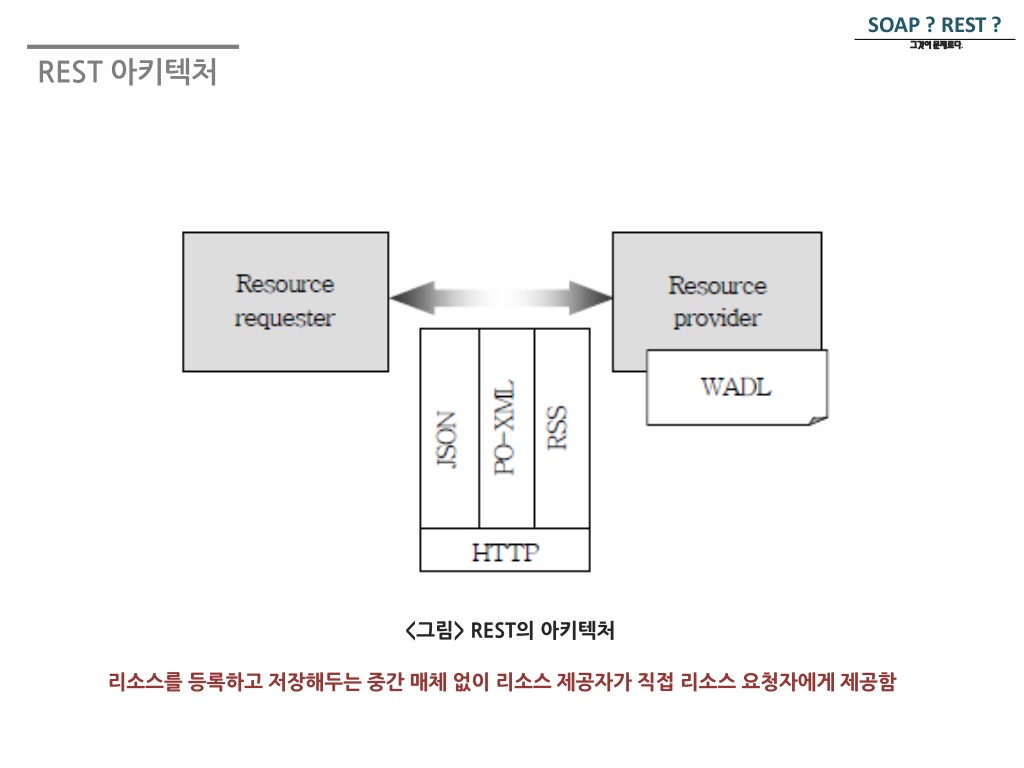 SOAP ? REST ?
그것이 문제로다.
REST 아키텍처
Resource
requester
Resource
provider
WADL
JSON
PO-XML
RSS
HTTP
<그림> REST의 아키텍처
리소스를 등록하고 저장해두는 중간 매체 없이 리소스 제공자가 직접 리소스 요청자에게 제공함